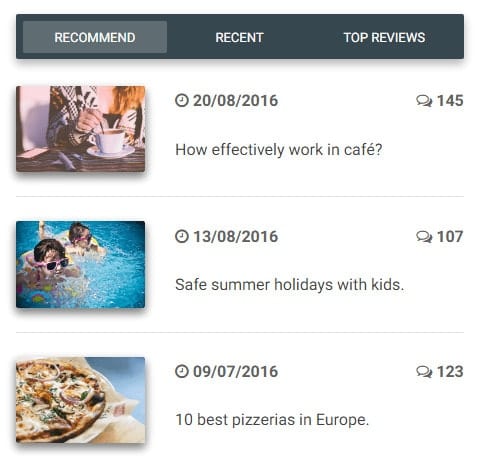 RECOMMEND RECENT TOP REVIEWS
20/08/2016 145
How effectively work in café?
13/08/2016 107
Safe summer holidays with kids.
09/07/2016 123
10 best pizzerias in Europe.